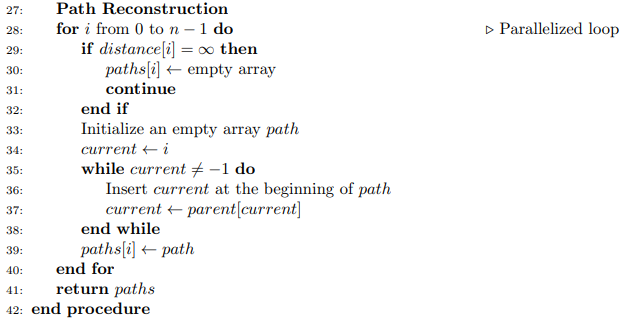 27: Path Reconstruction
28: for i from 0 to n − 1 do ▷ Parallelized loop
29: if distance[i] = ∞ then
30: paths[i] ← empty array
31: continue
32: end if
33: Initialize an empty array path
34: current ← i
35: while current ≠ −1 do
36: Insert current at the beginning of path
37: current ← parent[current]
38: end while
39: paths[i] ← path
40: end for
41: return paths
42: end procedure